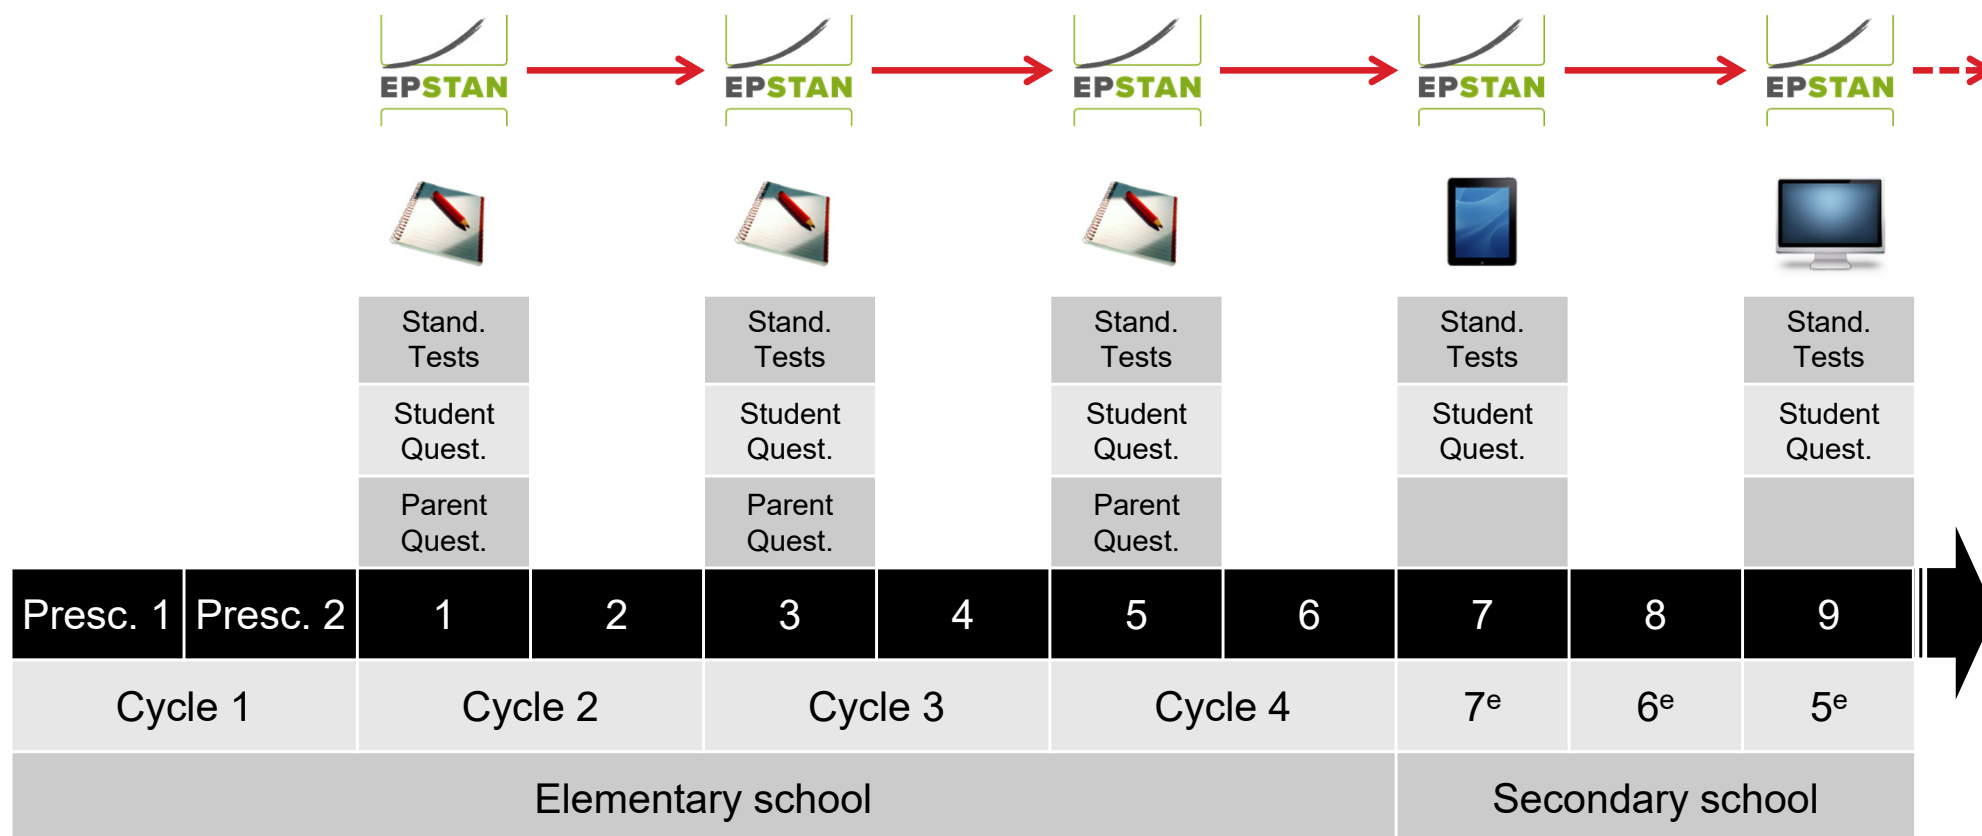 EPSTAN EPSTAN EPSTAN EPSTAN EPSTAN
Stand. Stand. Stand. Stand. Stand.
Tests Tests Tests Tests Tests
Student Student Student Student Student
Quest. Quest. Quest. Quest. Quest.
Parent Parent Parent
Quest. Quest. Quest.
Presc. 1 Presc. 2 1 2 3 4 5 6 7 8 9
Cycle 1 Cycle 2 Cycle 3 Cycle 4 7ᵉ 6ᵉ 5ᵉ
Elementary school Secondary school